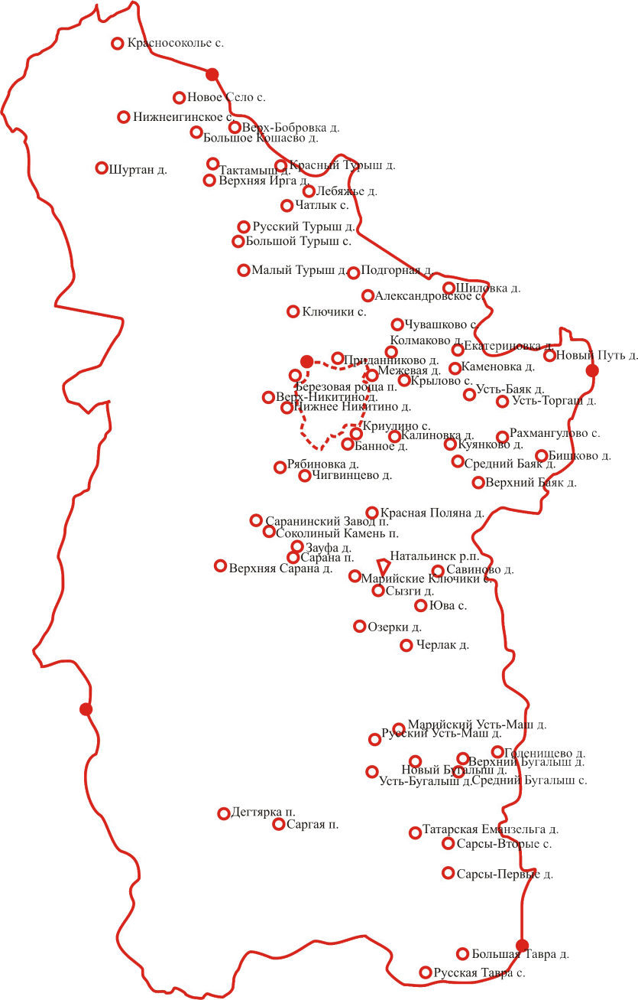 Красносоколье с.
Новое Село с.
Нижнеигинское с.
Верх-Бобровка д.
Большое Кошаево д.
Шуртан д.
Красный Турыш д.
Тактамыш д.
Верхняя Ирга д.
Лебяжье д.
Чатлык с.
Русский Турыш д.
Большой Турыш с.
Малый Турыш д.
Подгорная д.
Шиловка д.
Александровское с.
Ключики с.
Чувашково с.
Колмаково д.
Екатериновка д.
Новый Путь д.
Приданниково д.
Межевая д.
Каменовка д.
Крылово с.
Березовая роща п.
Усть-Баяк д.
Верх-Никитино д.
Усть-Торгаш д.
Нижнее Никитино д.
Криулино с.
Калиновка д.
Рахмангулово с.
Банное д.
Куянково д.
Бишково д.
Рябиновка д.
Средний Баяк д.
Чигвинцево д.
Верхний Баяк д.
Красная Поляна д.
Саранинский Завод п.
Соколиный Камень п.
Зауфа д.
Сарана п.
Натальинск р.п.
Верхняя Сарана д.
Савиново д.
Марийские Ключики с.
Сызги д.
Юва с.
Озерки д.
Черлак д.
Марийский Усть-Маш д.
Русский Усть-Маш д.
Голенищево д.
Верхний Бугалыш д.
Новый Бугалыш д.
Усть-Бугалыш д.
Средний Бугалыш с.
Дегтярка п.
Саргая п.
Татарская Еманзельга д.
Сарсы-Вторые с.
Сарсы-Первые д.
Большая Тавра д.
Русская Тавра с.